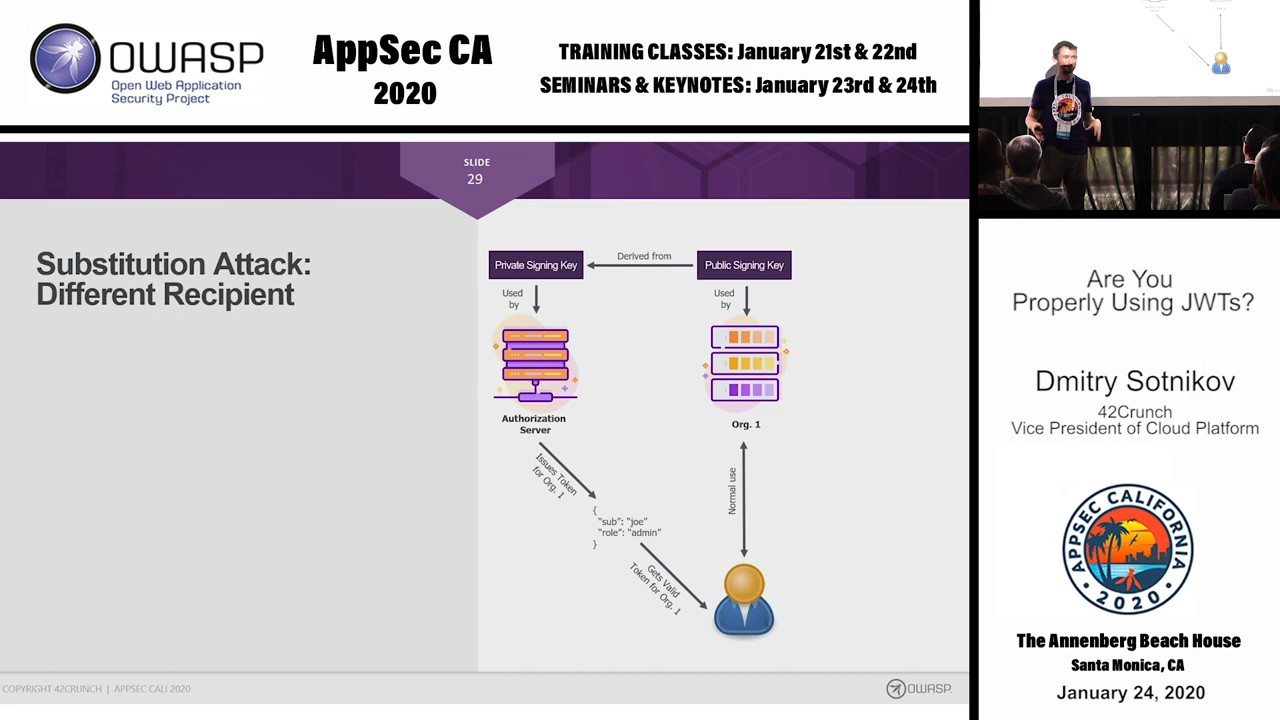 OWASP
Open Web Application
Security Project
AppSec CA
2020
TRAINING CLASSES: January 21st & 22nd
SEMINARS & KEYNOTES: January 23rd & 24th
SLIDE
29
Substitution Attack:
Different Recipient
Private Signing Key
Derived from
Public Signing Key
Used
by
Used
by
Authorization
Server
Org. 1
Issues Token
for Org. 1
{
"sub": "joe"
"role": "admin"
}
Gets Valid
Token for Org. 1
Normal use
COPYRIGHT 42CRUNCH | APPSEC CALI 2020
OWASP
Are You
Properly Using JWTs?
Dmitry Sotnikov
42Crunch
Vice President of Cloud Platform
APPSEC CALIFORNIA
• 2020 •
The Annenberg Beach House
Santa Monica, CA
January 24, 2020